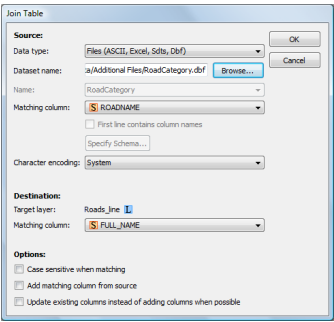 Join Table
Source:
OK
Data type:
Files (ASCII, Excel, Sdts, Dbf)
Cancel
Dataset name:
:a/Additional Files/RoadCategory.dbf
Browse...
Name:
RoadCategory
Matching column:
S ROADNAME
First line contains column names
Specify Schema...
Character encoding:
System
Destination:
Target layer:
Roads_line L
Matching column:
S FULL_NAME
Options:
Case sensitive when matching
Add matching column from source
Update existing columns instead of adding columns when possible